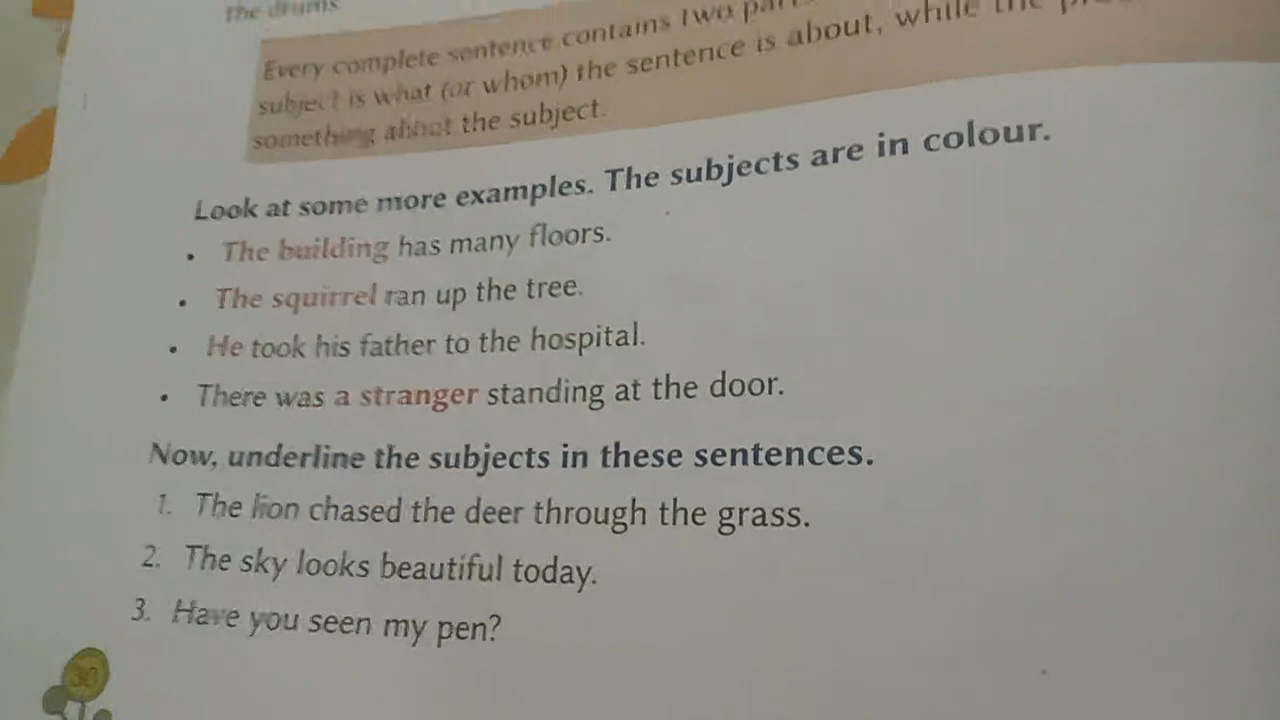 the drums
Every complete sentence contains two
subject is what (or whom) the sentence is about, while the
something about the subject.
Look at some more examples. The subjects are in colour.
• The building has many floors.
• The squirrel ran up the tree.
• He took his father to the hospital.
• There was a stranger standing at the door.
Now, underline the subjects in these sentences.
1. The lion chased the deer through the grass.
2. The sky looks beautiful today.
3. Have you seen my pen?
30